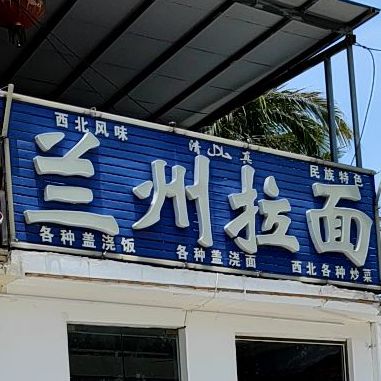 西北风味 清真 民族特色
兰州拉面
各种盖浇饭 各种盖浇面 西北各种炒菜